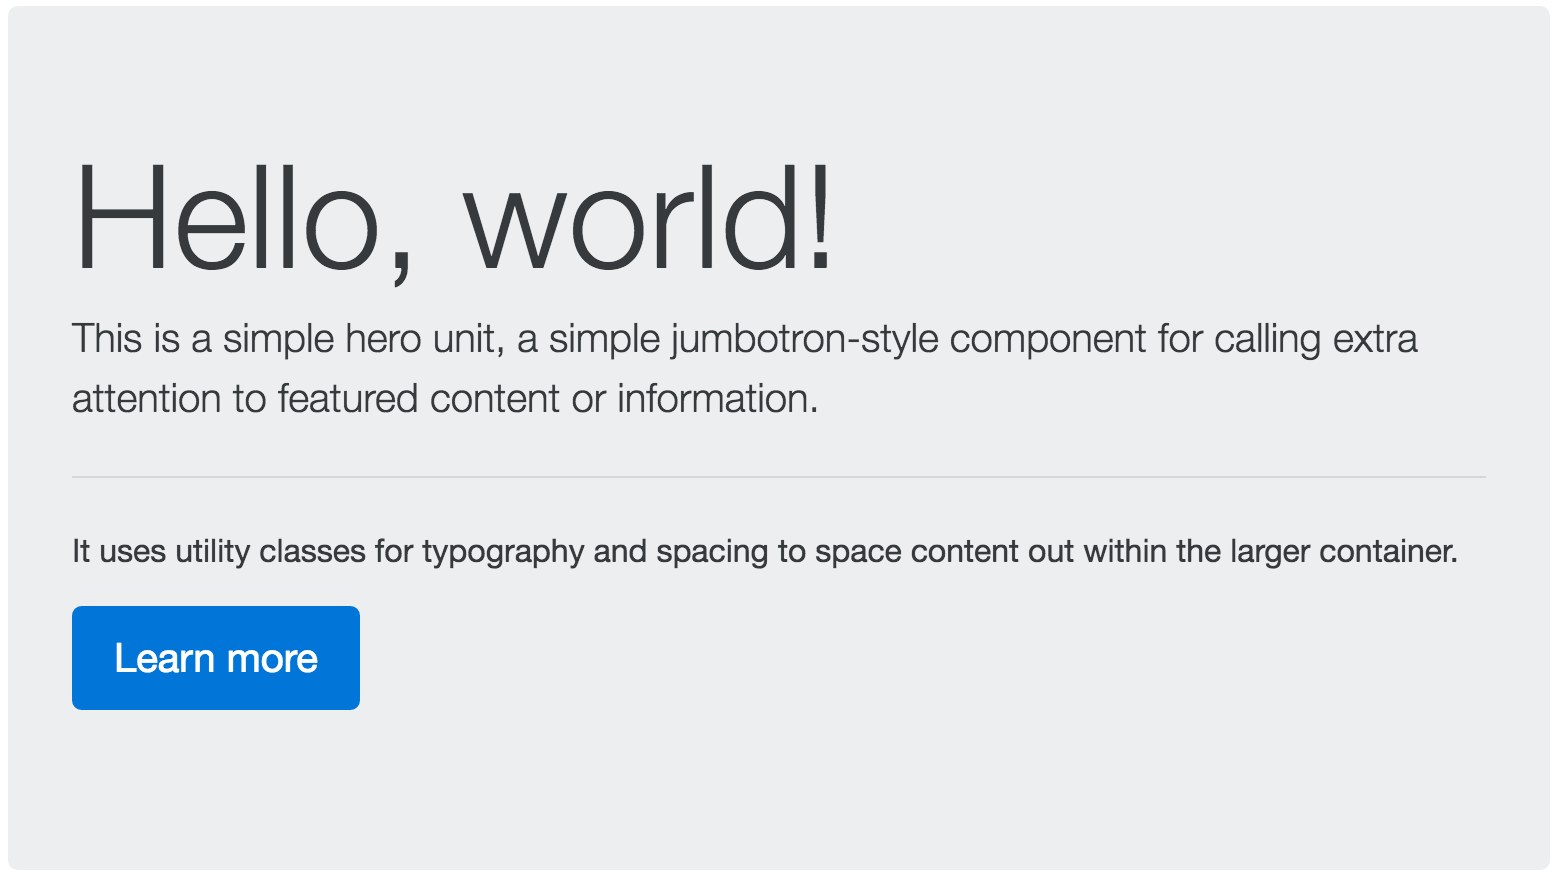 Hello, world!
This is a simple hero unit, a simple jumbotron-style component for calling extra
attention to featured content or information.
It uses utility classes for typography and spacing to space content out within the larger container.
Learn more